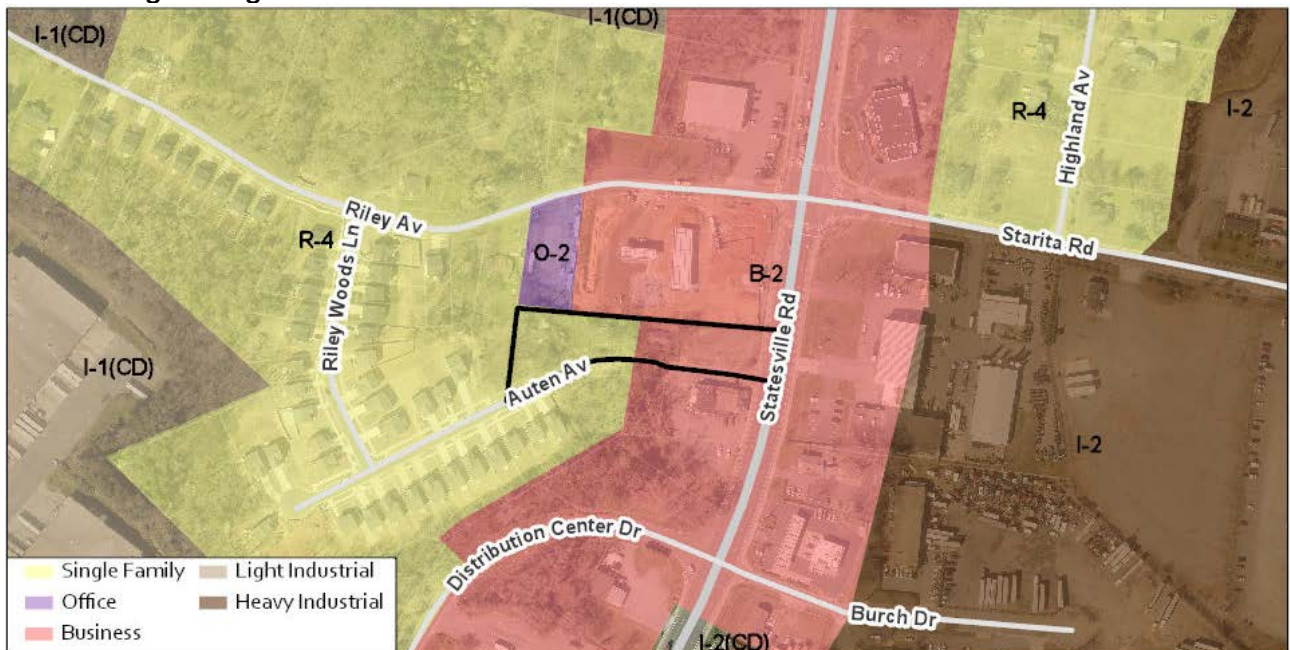 I-1(CD)
I-1(CD)
R-4
Highland Av
I-2
Riley Av
R-4
Riley Woods Ln
O-2
B-2
Starita Rd
Statesville Rd
I-1(CD)
Auten Av
I-2
Distribution Center Dr
Burch Dr
I-2(CD)
Single Family
Light Industrial
Office
Heavy Industrial
Business